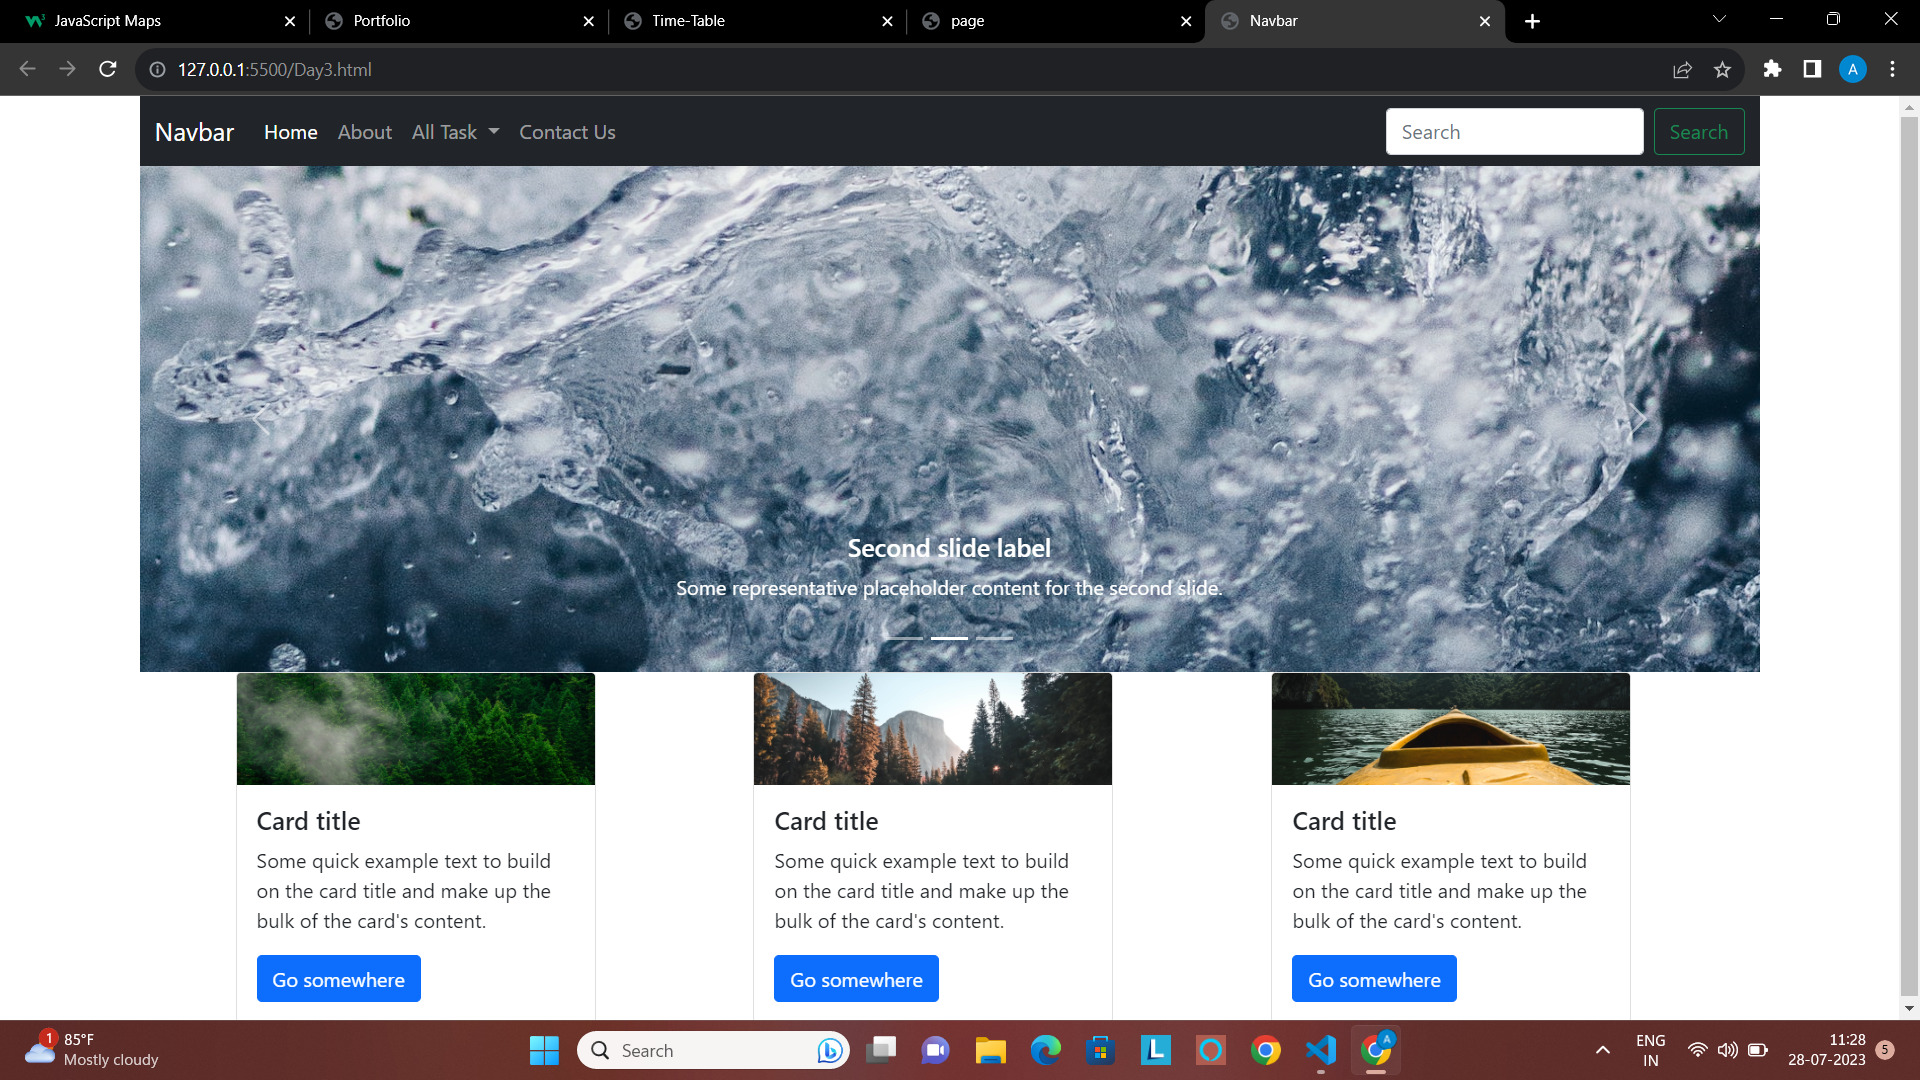 JavaScript Maps
Portfolio
Time-Table
page
Navbar
127.0.0.1:5500/Day3.html
A
Navbar Home About All Task Contact Us
Search
Search
Second slide label
Some representative placeholder content for the second slide.
Card title
Some quick example text to build
on the card title and make up the
bulk of the card's content.
Go somewhere
Card title
Some quick example text to build
on the card title and make up the
bulk of the card's content.
Go somewhere
Card title
Some quick example text to build
on the card title and make up the
bulk of the card's content.
Go somewhere
1
85°F
Mostly cloudy
Search
L
A
ENG
IN
11:28
28-07-2023
5